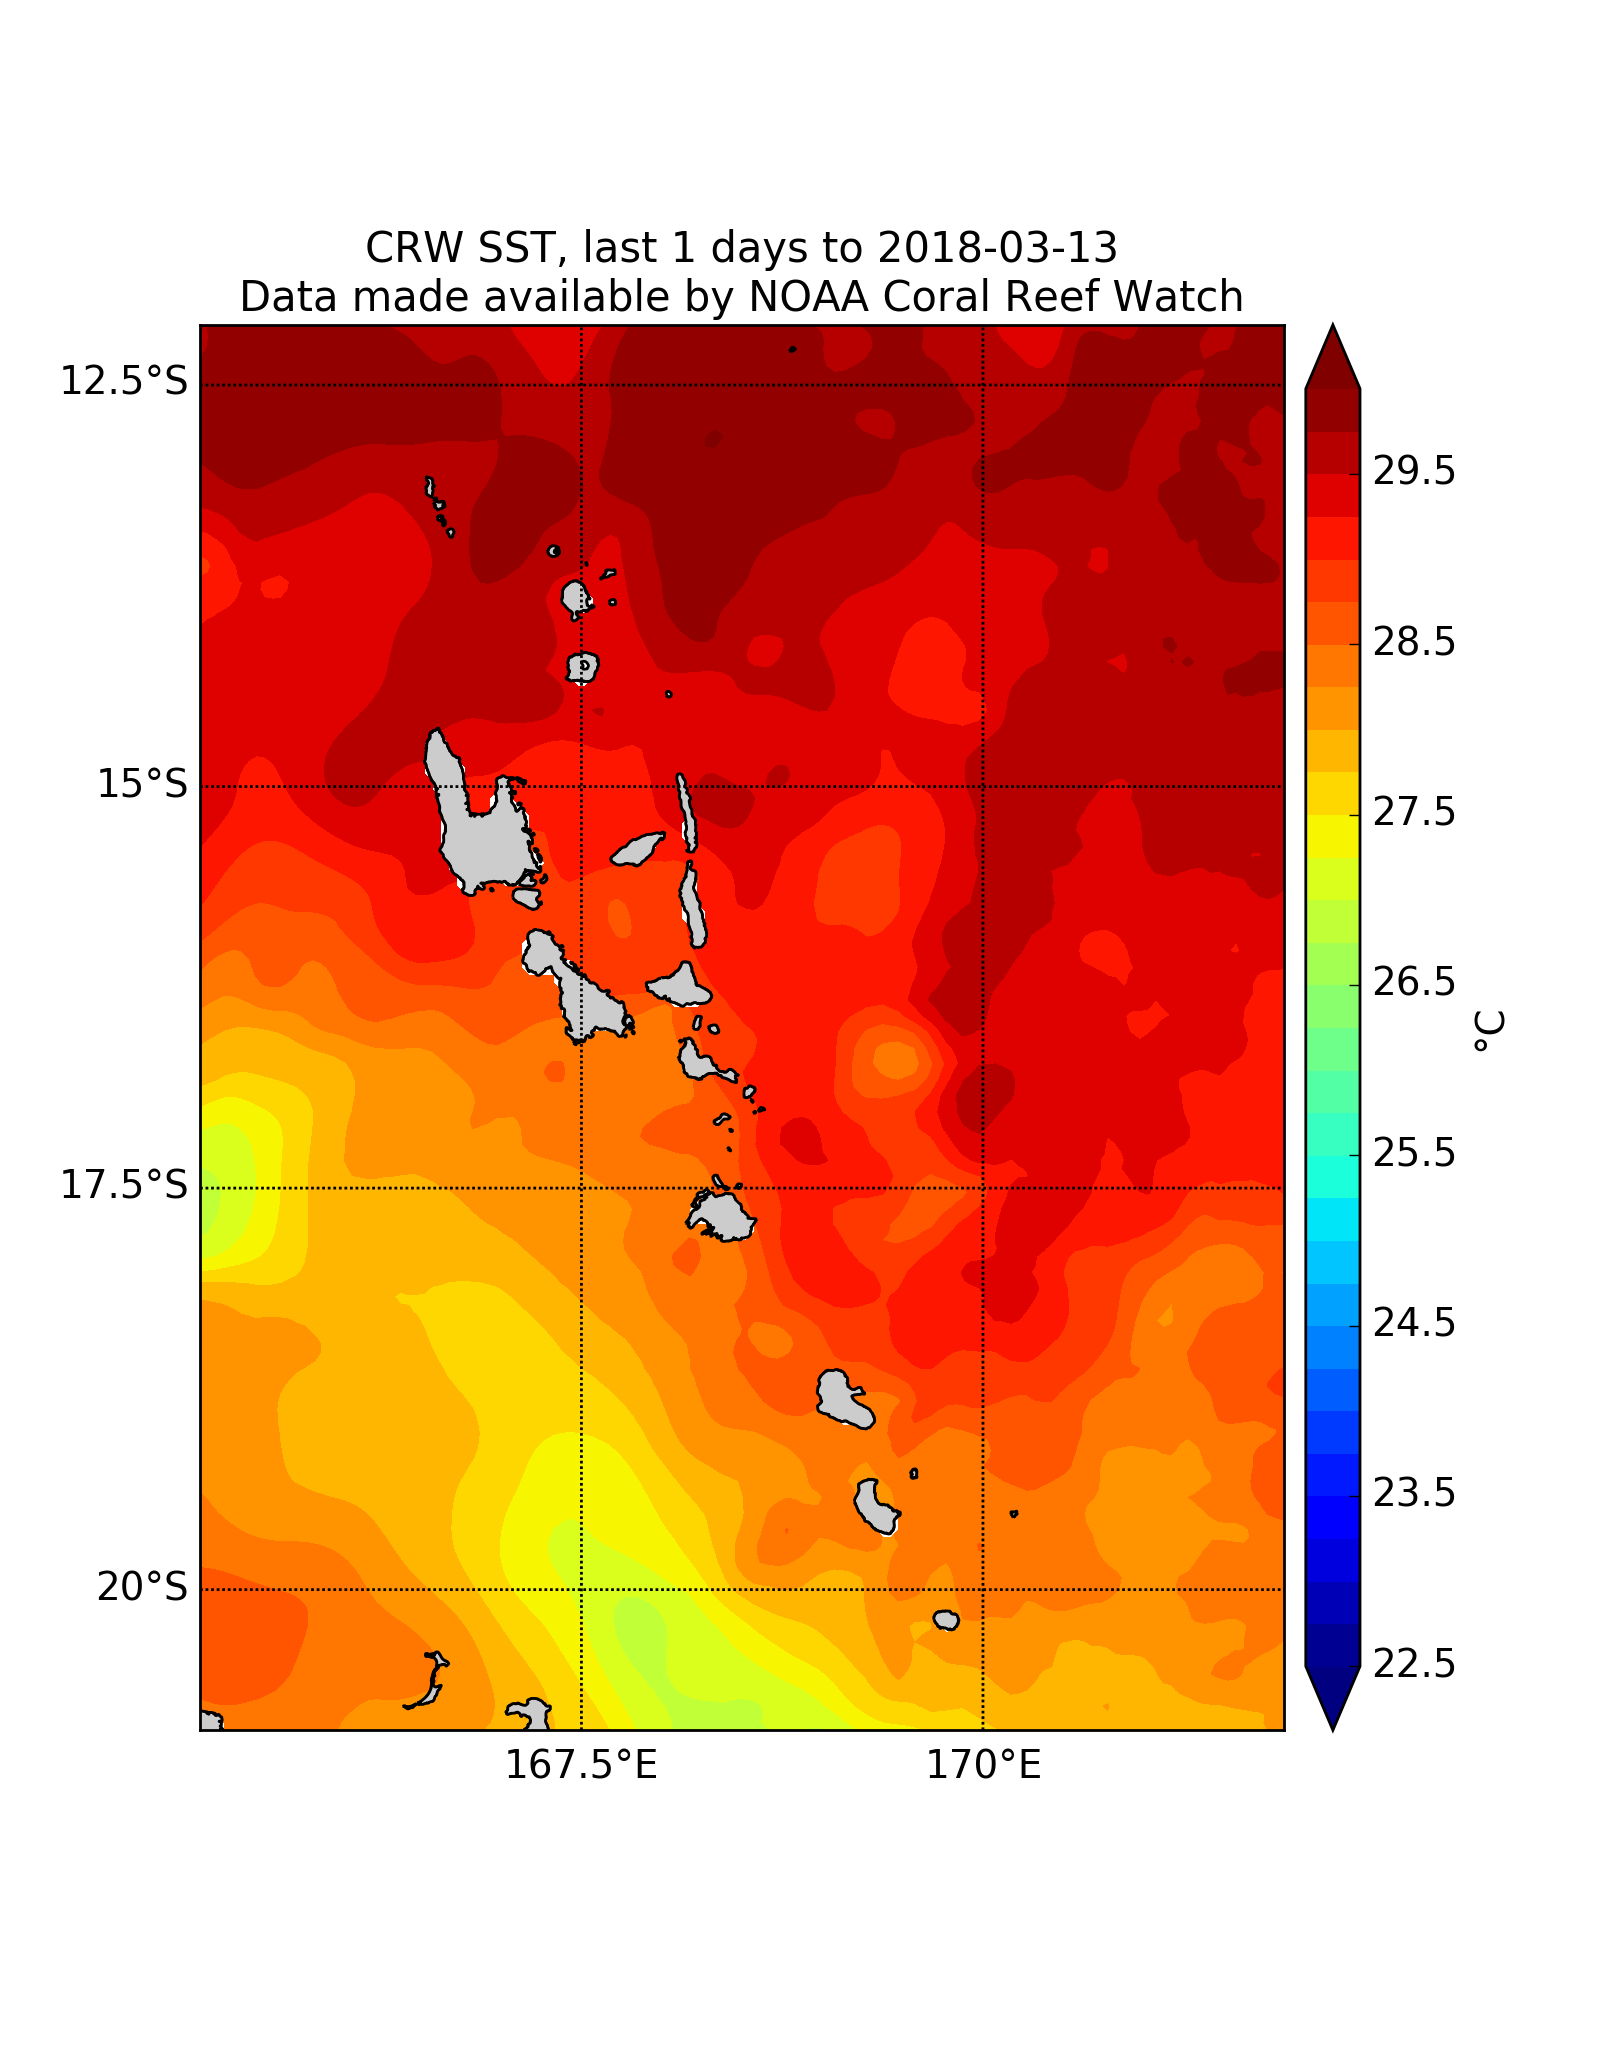 CRW SST, last 1 days to 2018-03-13
Data made available by NOAA Coral Reef Watch
12.5°S
15°S
17.5°S
20°S
167.5°E
170°E
29.5
28.5
27.5
26.5
25.5
24.5
23.5
22.5
°C